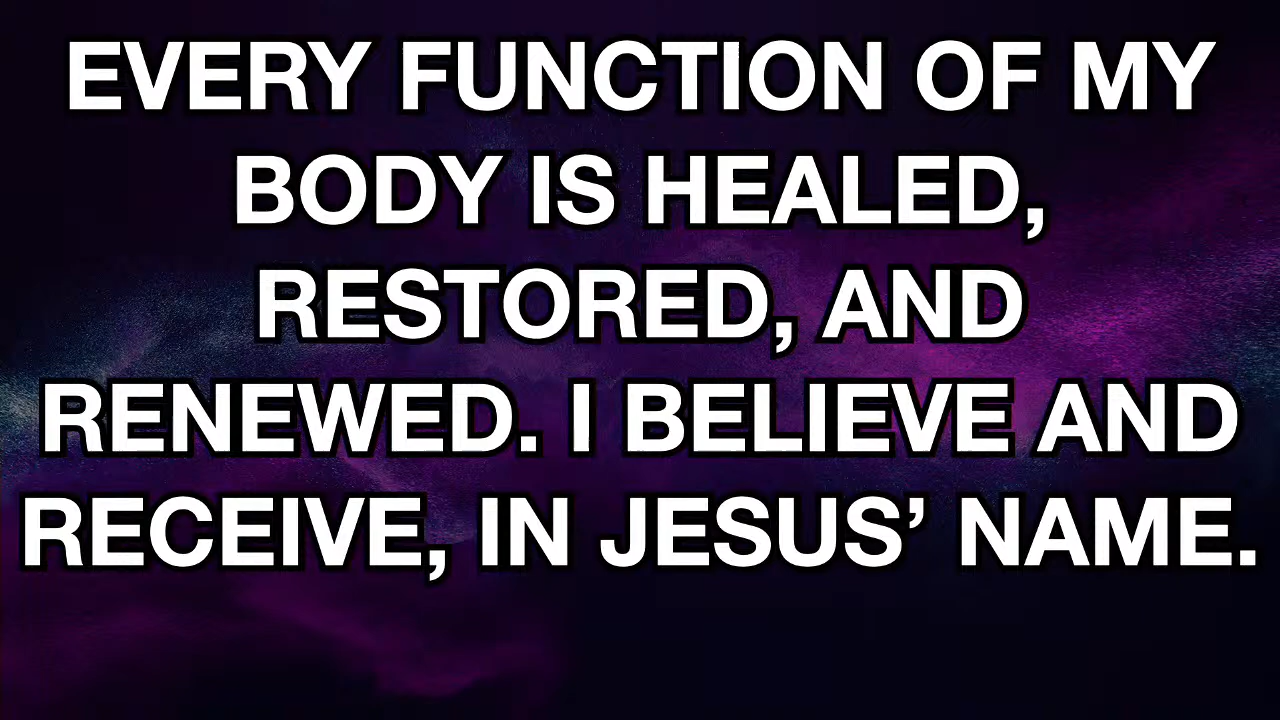 EVERY FUNCTION OF MY
BODY IS HEALED,
RESTORED, AND
RENEWED. I BELIEVE AND
RECEIVE, IN JESUS’ NAME.